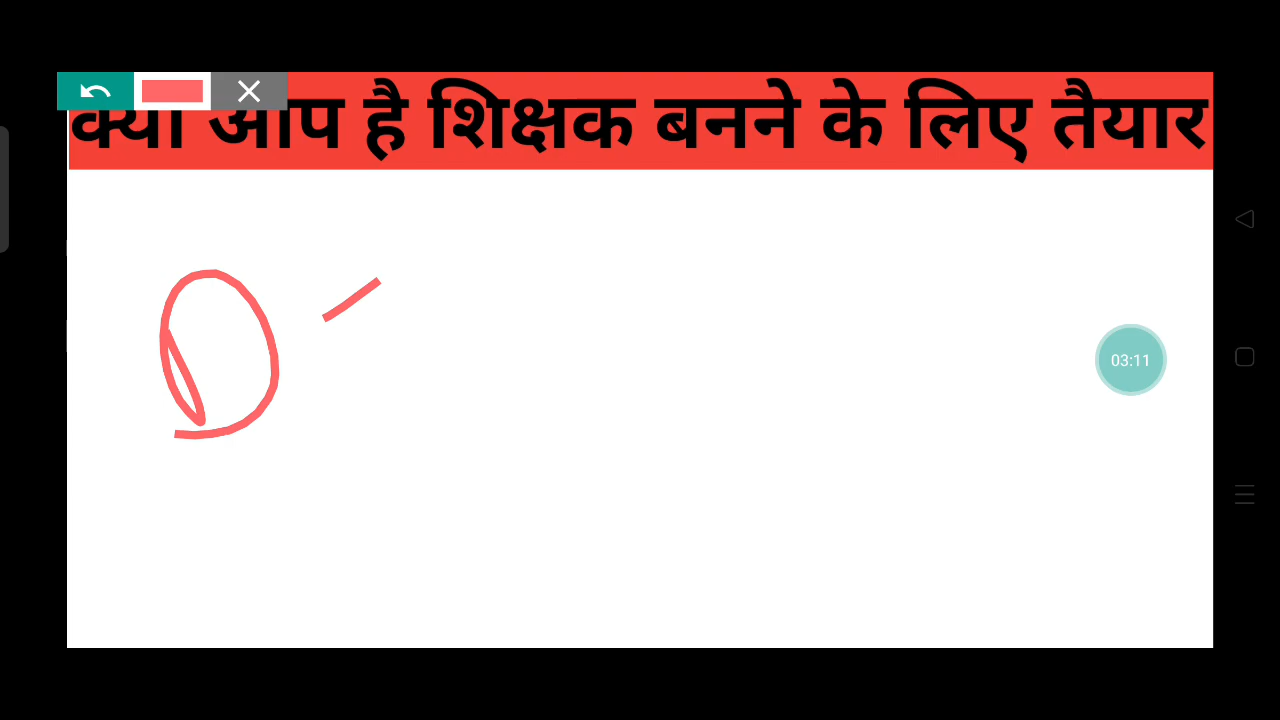 क्या आप है शिक्षक बनने के लिए तैयार
03:11